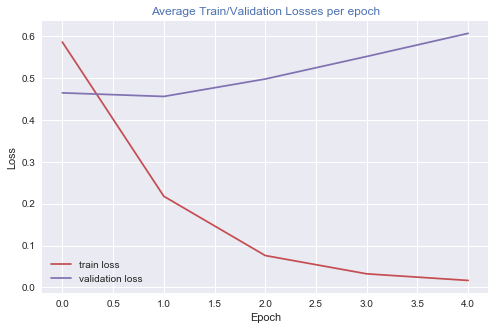 Average Train/Validation Losses per epoch
0.6
0.5
0.4
0.3
0.2
0.1
0.0
Loss
train loss
validation loss
0.0 0.5 1.0 1.5 2.0 2.5 3.0 3.5 4.0
Epoch